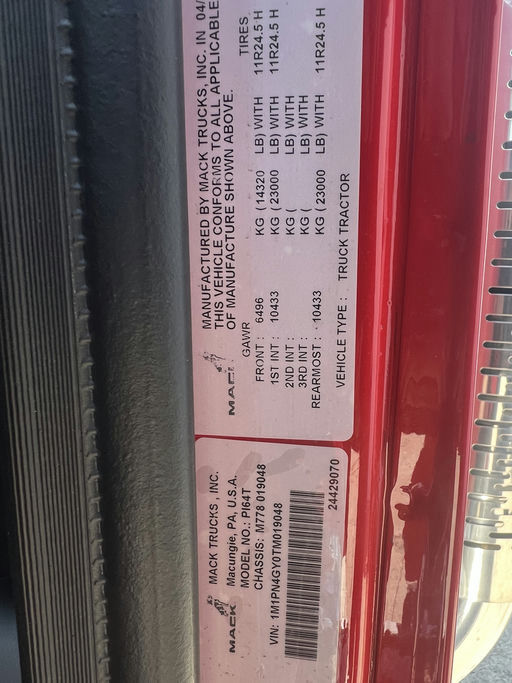 MANUFACTURED BY MACK TRUCKS, INC. IN 04/
THIS VEHICLE CONFORMS TO ALL APPLICABLE
OF MANUFACTURE SHOWN ABOVE.
MACK
GAWR TIRES
FRONT : 6496 KG (14320 LB) WITH 11R24.5 H
1ST INT : 10433 KG (23000 LB) WITH 11R24.5 H
2ND INT : KG ( LB) WITH
3RD INT : KG ( LB) WITH
REARMOST : 10433 KG (23000 LB) WITH 11R24.5 H
VEHICLE TYPE : TRUCK TRACTOR
MACK
MACK TRUCKS , INC.
Macungie, PA, U.S.A.
MODEL NO.: PI64T
CHASSIS: M778 019048
VIN: 1M1PN4GY0TM019048
24429070